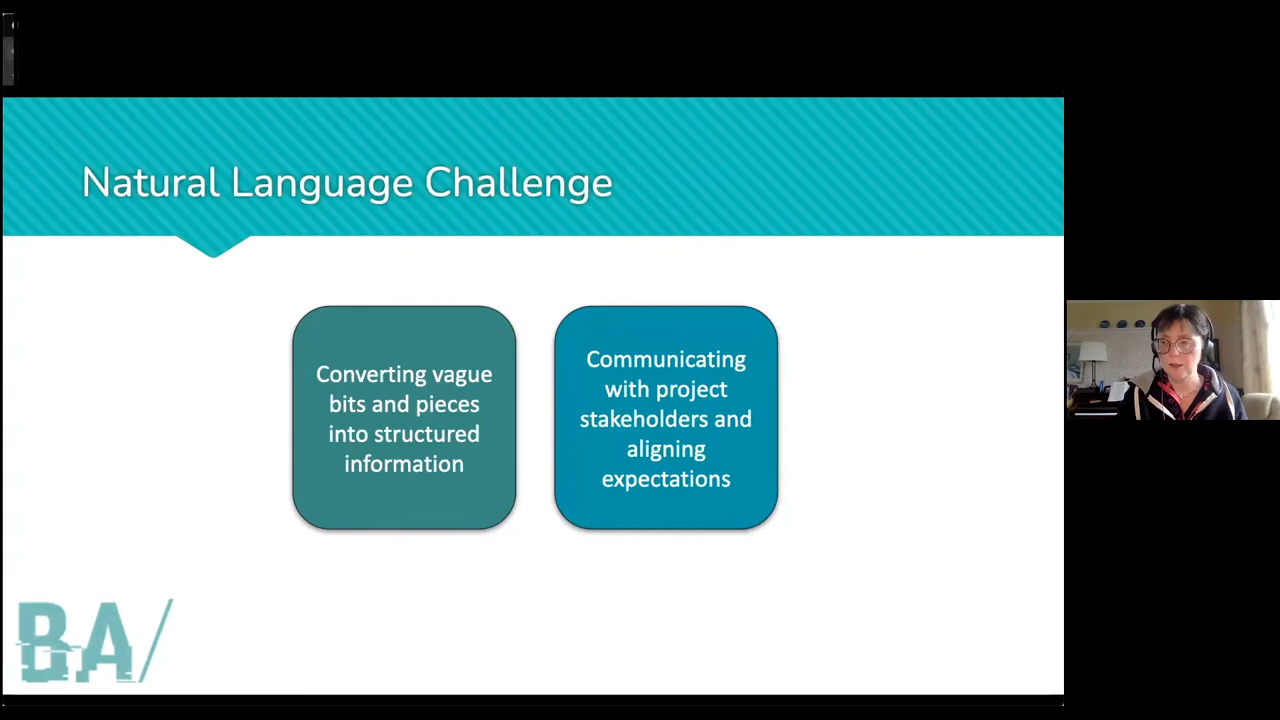 Natural Language Challenge
Converting vague
bits and pieces
into structured
information
Communicating
with project
stakeholders and
aligning
expectations
BA/